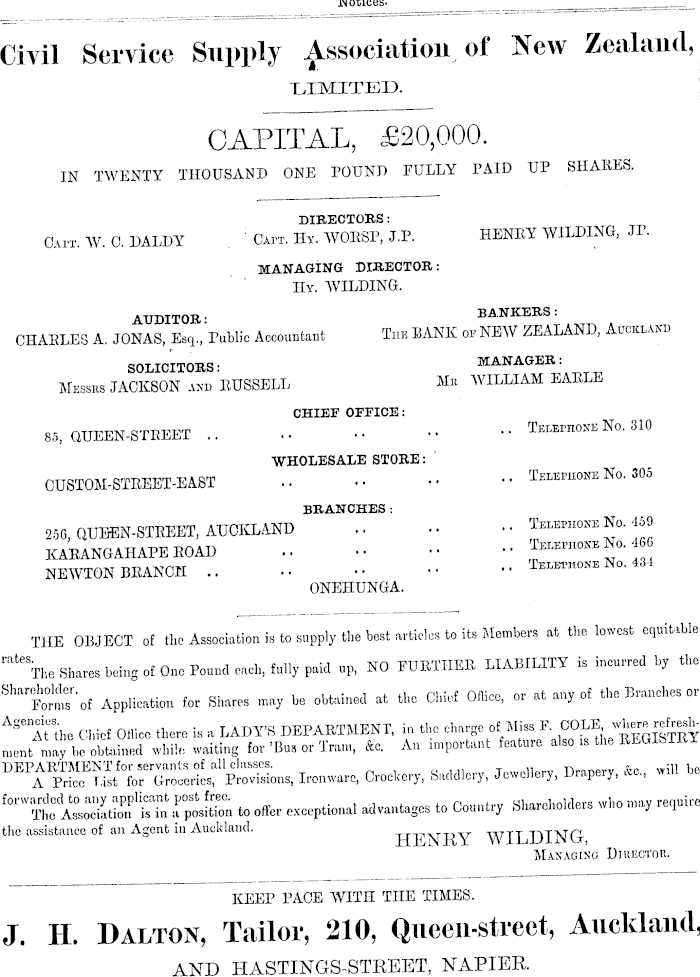 Notices.
Civil Service Supply Association of New Zealand,
LIMITED.
CAPITAL, £20,000.
IN TWENTY THOUSAND ONE POUND FULLY PAID UP SHARES.
DIRECTORS:
CAPT. W. C. DALDY CAPT. HY. WORSP, J.P. HENRY WILDING, JP.
MANAGING DIRECTOR:
HY. WILDING.
AUDITOR: BANKERS:
CHARLES A. JONAS, Esq., Public Accountant THE BANK OF NEW ZEALAND, AUCKLAND
SOLICITORS: MANAGER:
MESSRS JACKSON AND RUSSELL MR WILLIAM EARLE
CHIEF OFFICE:
85, QUEEN-STREET .. .. .. .. .. TELEPHONE No. 310
WHOLESALE STORE:
CUSTOM-STREET-EAST .. .. .. .. TELEPHONE No. 305
BRANCHES:
256, QUEEN-STREET, AUCKLAND .. .. .. TELEPHONE No. 459
KARANGAHAPE ROAD .. .. .. .. TELEPHONE No. 466
NEWTON BRANCH .. .. .. .. .. TELEPHONE No. 434
ONEHUNGA.
THE OBJECT of the Association is to supply the best articles to its Members at the lowest equitable
rates.
The Shares being of One Pound each, fully paid up, NO FURTHER LIABILITY is incurred by the
Shareholder.
Forms of Application for Shares may be obtained at the Chief Office, or at any of the Branches or
Agencies.
At the Chief Office there is a LADY'S DEPARTMENT, in the charge of Miss F. COLE, where refresh-
ment may be obtained while waiting for 'Bus or Tram, &c. An important feature also is the REGISTRY
DEPARTMENT for servants of all classes.
A Price List for Groceries, Provisions, Ironware, Crockery, Saddlery, Jewellery, Drapery, &c., will be
forwarded to any applicant post free.
The Association is in a position to offer exceptional advantages to Country Shareholders who may require
the assistance of an Agent in Auckland.
HENRY WILDING,
MANAGING DIRECTOR.
KEEP PACE WITH THE TIMES.
J. H. DALTON, Tailor, 210, Queen-street, Auckland,
AND HASTINGS-STREET, NAPIER.